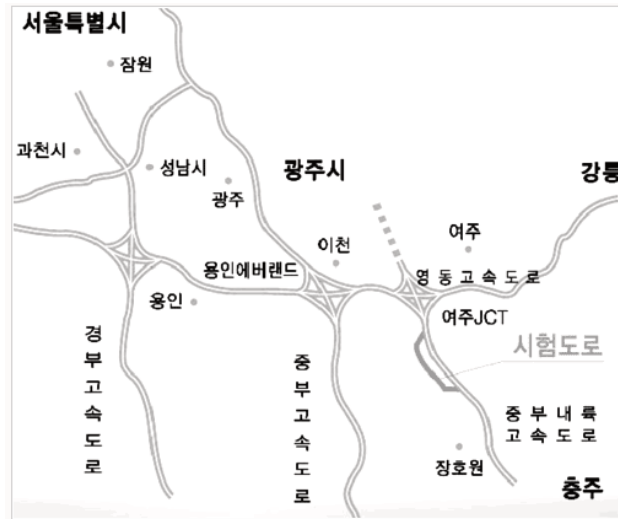 서울특별시
잠원
과천시
성남시
광주시
강릉
광주
여주
이천
용인에버랜드
영동고속도로
용인
여주JCT
시험도로
경부고속도로
중부고속도로
중부내륙
고속도로
장호원
충주